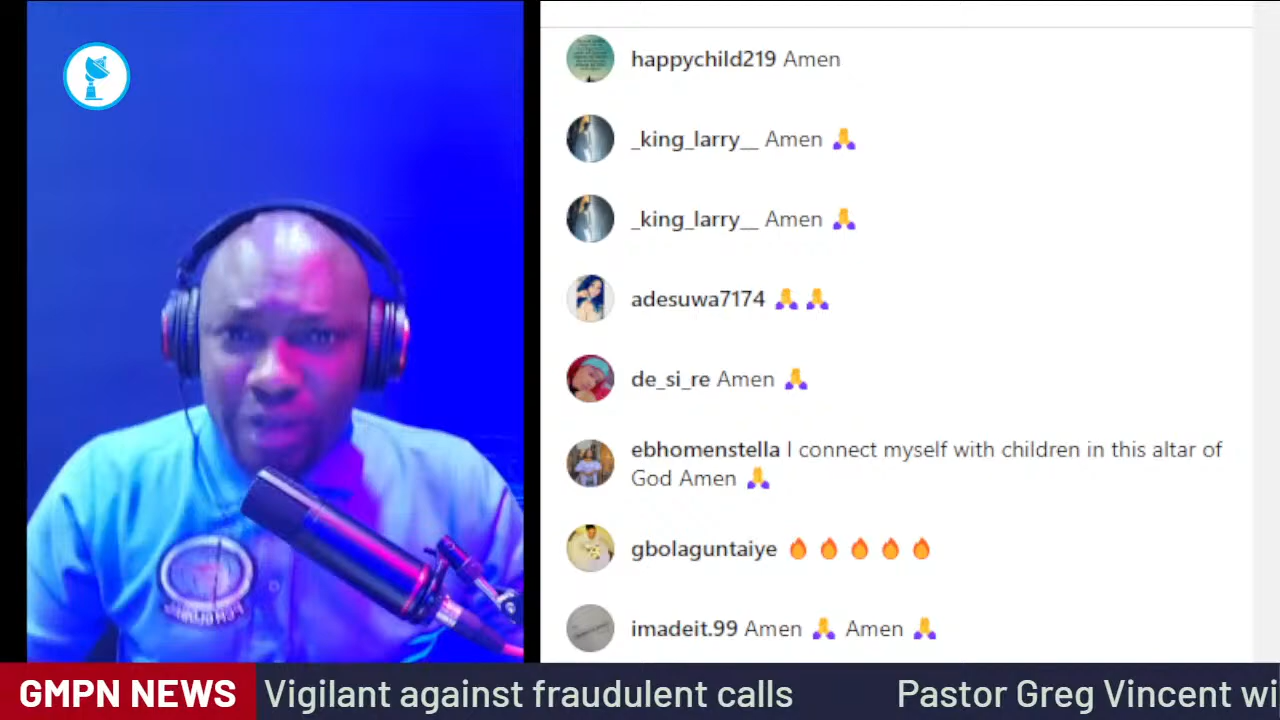 happychild219 Amen
_king_larry__ Amen 🙏
_king_larry__ Amen 🙏
adesuwa7174 🙏 🙏
de_si_re Amen 🙏
ebhomenstella I connect myself with children in this altar of
God Amen 🙏
gbolaguntaiye 🔥 🔥 🔥 🔥 🔥
imadeit.99 Amen 🙏 Amen 🙏
GMPN NEWS Vigilant against fraudulent calls Pastor Greg Vincent wi